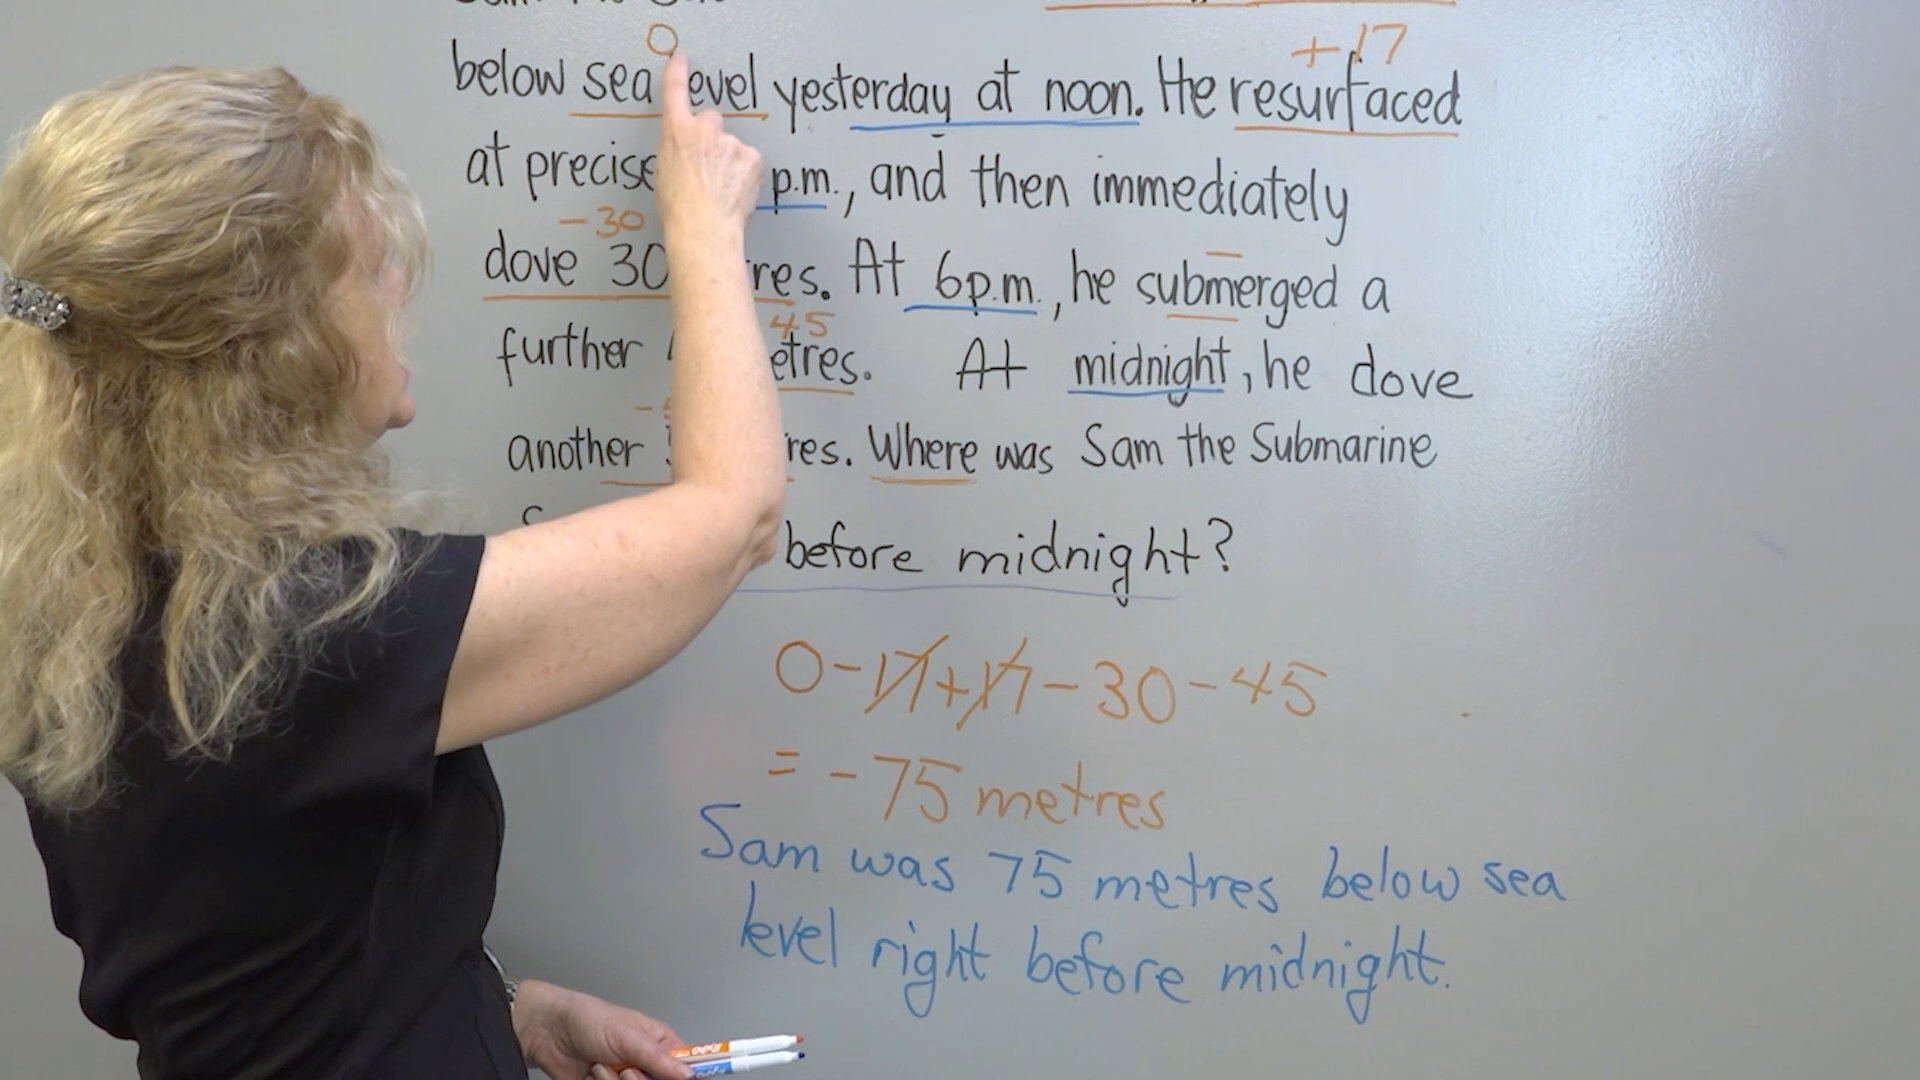 0 +17
below sea level yesterday at noon. He resurfaced
at precise p.m., and then immediately
-30
dove 30 res. At 6p.m., he submerged a
45
further etres. At midnight, he dove
another res. Where was Sam the Submarine
before midnight?
0-17+17-30-45
= -75 metres
Sam was 75 metres below sea
level right before midnight.